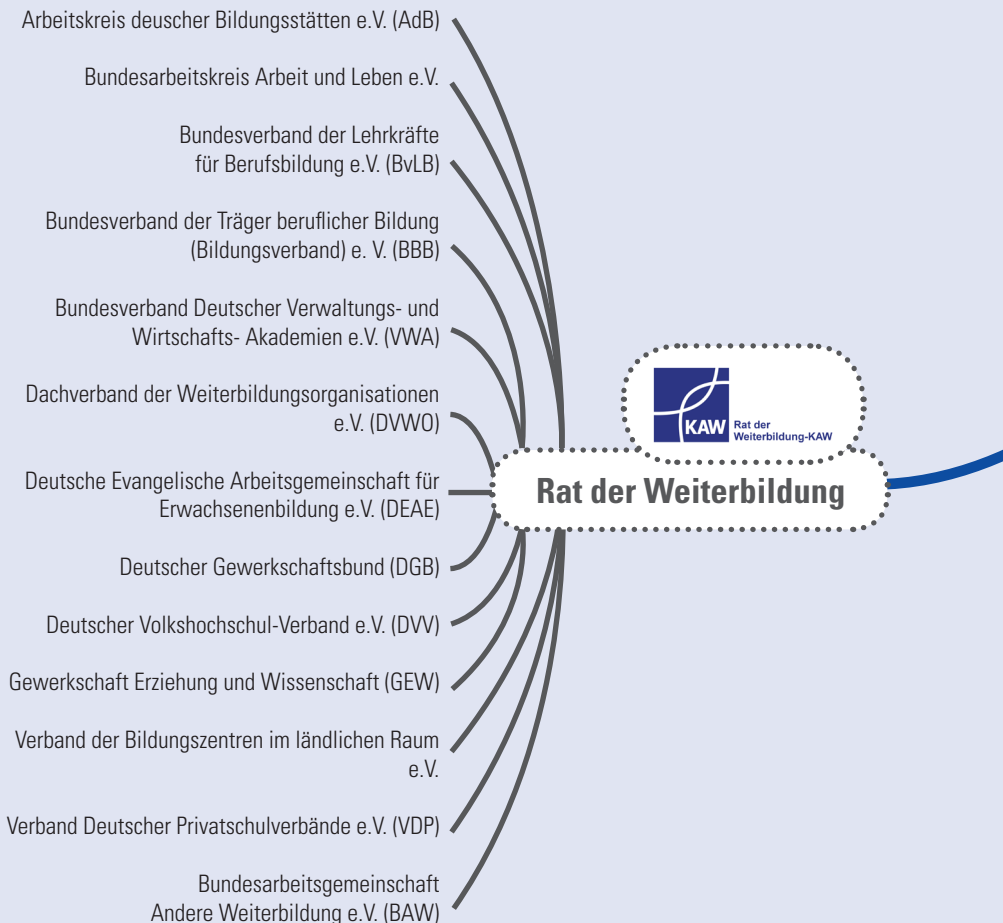 Arbeitskreis deuscher Bildungsstätten e.V. (AdB)
Bundesarbeitskreis Arbeit und Leben e.V.
Bundesverband der Lehrkräfte
für Berufsbildung e.V. (BvLB)
Bundesverband der Träger beruflicher Bildung
(Bildungsverband) e. V. (BBB)
Bundesverband Deutscher Verwaltungs- und
Wirtschafts- Akademien e.V. (VWA)
Dachverband der Weiterbildungsorganisationen
e.V. (DVWO)
Deutsche Evangelische Arbeitsgemeinschaft für
Erwachsenenbildung e.V. (DEAE)
Deutscher Gewerkschaftsbund (DGB)
Deutscher Volkshochschul-Verband e.V. (DVV)
Gewerkschaft Erziehung und Wissenschaft (GEW)
Verband der Bildungszentren im ländlichen Raum
e.V.
Verband Deutscher Privatschulverbände e.V. (VDP)
Bundesarbeitsgemeinschaft
Andere Weiterbildung e.V. (BAW)
KAW
Rat der
Weiterbildung-KAW
Rat der Weiterbildung